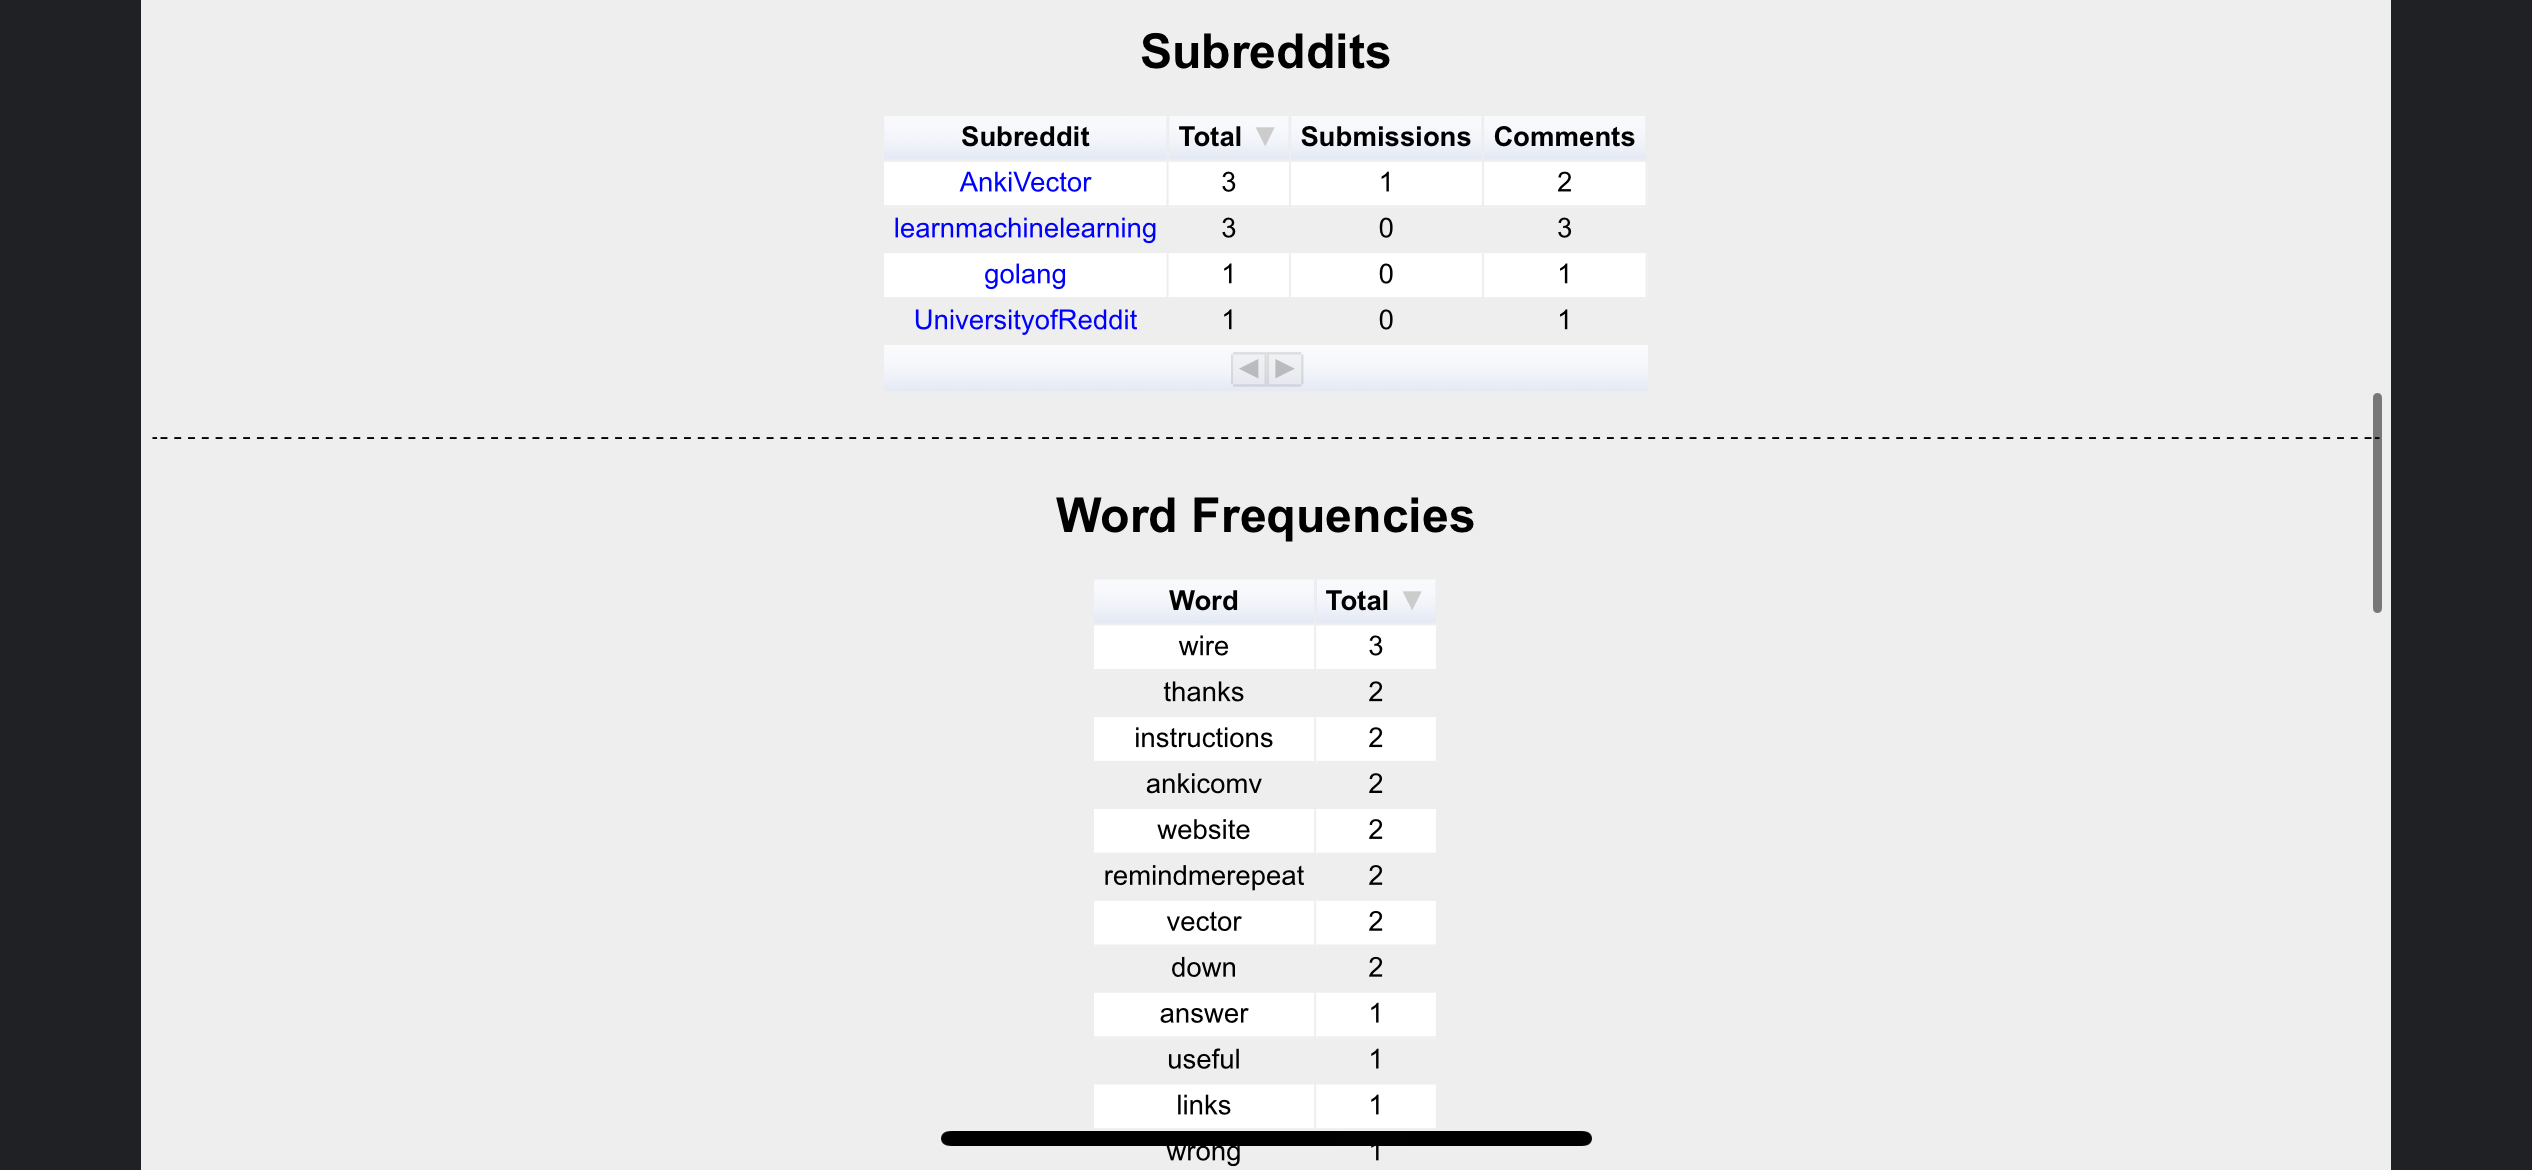 Subreddits
Subreddit Total ▼ Submissions Comments
AnkiVector 3 1 2
learnmachinelearning 3 0 3
golang 1 0 1
UniversityofReddit 1 0 1
Word Frequencies
Word Total ▼
wire 3
thanks 2
instructions 2
ankicomv 2
website 2
remindmerepeat 2
vector 2
down 2
answer 1
useful 1
links 1
wrong 1